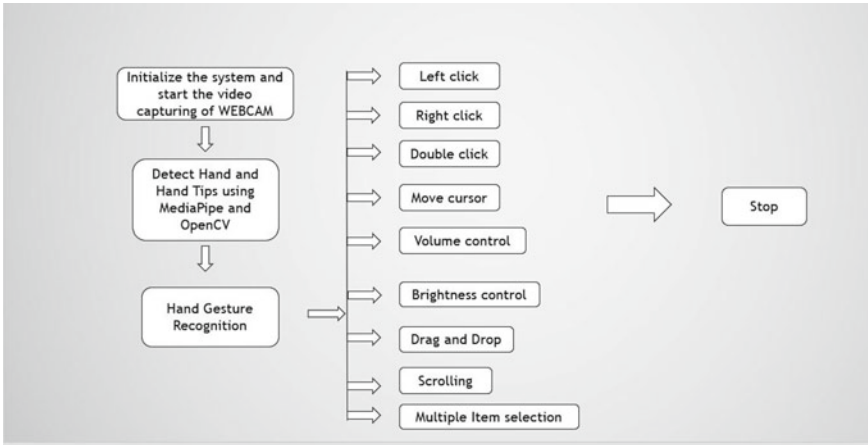 Initialize the system and
start the video
capturing of WEBCAM
Detect Hand and
Hand Tips using
MediaPipe and
OpenCV
Hand Gesture
Recognition
Left click
Right click
Double click
Move cursor
Volume control
Brightness control
Drag and Drop
Scrolling
Multiple Item selection
Stop